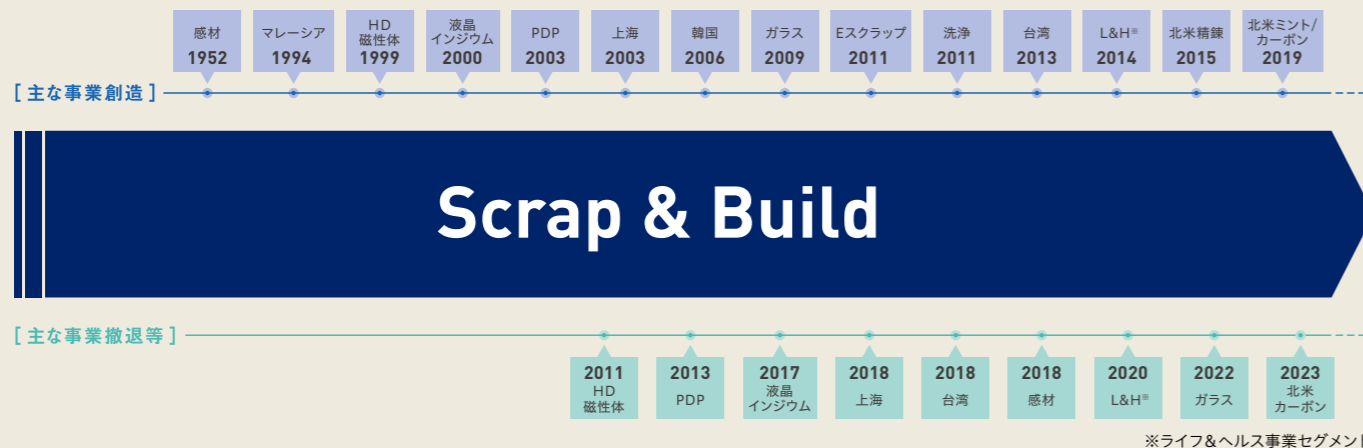 感材
1952
マレーシア
1994
HD
磁性体
1999
液晶
インジウム
2000
PDP
2003
上海
2003
韓国
2006
ガラス
2009
Eスクラップ
2011
洗浄
2011
台湾
2013
L&H※
2014
北米精錬
2015
北米ミント/
カーボン
2019
[ 主な事業創造 ]
Scrap & Build
[ 主な事業撤退等 ]
2011
HD
磁性体
2013
PDP
2017
液晶
インジウム
2018
上海
2018
台湾
2018
感材
2020
L&H※
2022
ガラス
2023
北米
カーボン
※ライフ&ヘルス事業セグメント